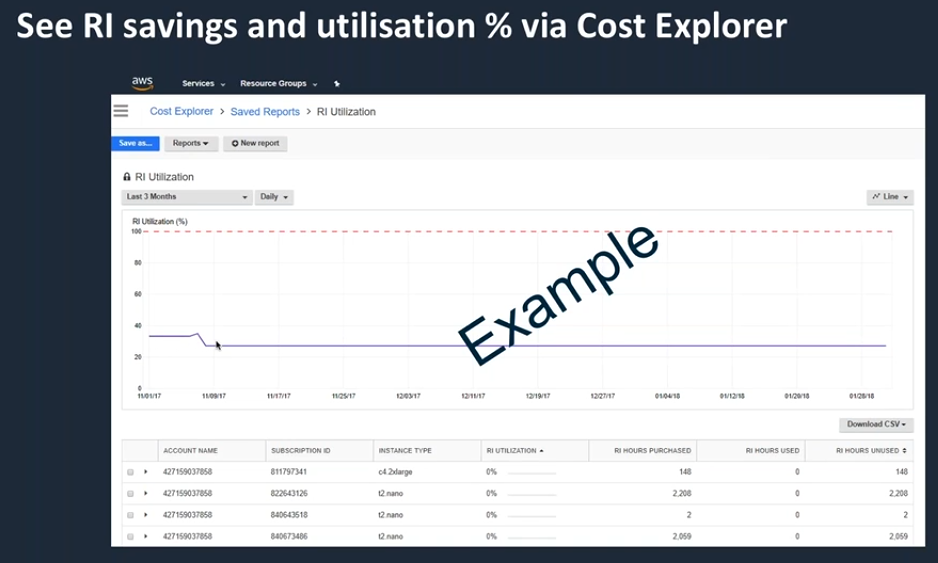 See RI savings and utilisation % via Cost Explorer
aws Services Resource Groups
Cost Explorer > Saved Reports > RI Utilization
Save as... Reports New report
RI Utilization
Last 3 Months Daily Line
RI Utilization (%)
100
80
60
40
20
0
11/01/17 11/09/17 11/17/17 11/25/17 12/03/17 12/11/17 12/19/17 12/27/17 01/04/18 01/12/18 01/20/18 01/28/18
Example
Download CSV
ACCOUNT NAME SUBSCRIPTION ID INSTANCE TYPE RI UTILIZATION RI HOURS PURCHASED RI HOURS USED RI HOURS UNUSED
427159037858 811797341 c4.2xlarge 0% 148 0 148
427159037858 822643126 t2.nano 0% 2,208 0 2,208
427159037858 840643518 t2.nano 0% 2 0 2
427159037858 840673486 t2.nano 0% 2,059 0 2,059